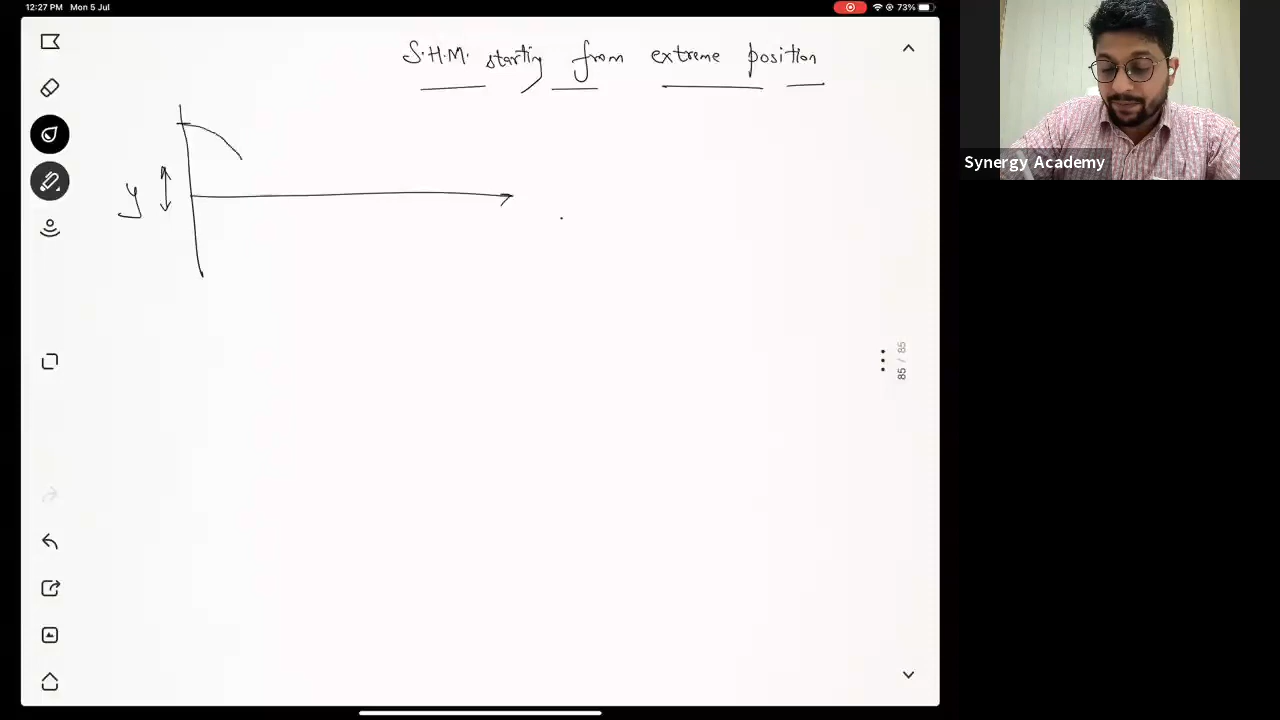 12:27 PM Mon 5 Jul
73%
S.H.M. starting from extreme position
Synergy Academy
y
85 / 85